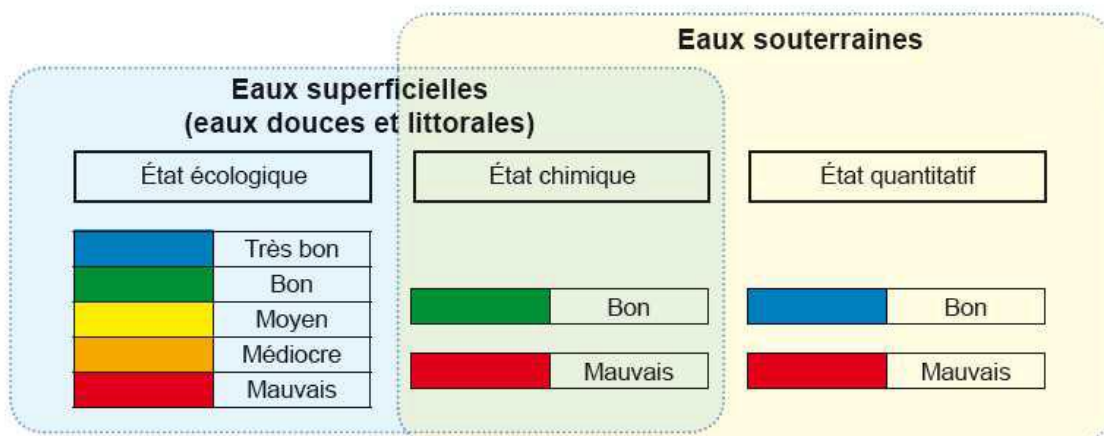 Eaux souterraines
Eaux superficielles
(eaux douces et littorales)
État écologique
État chimique
État quantitatif
Très bon
Bon
Moyen
Médiocre
Mauvais
Bon
Mauvais
Bon
Mauvais